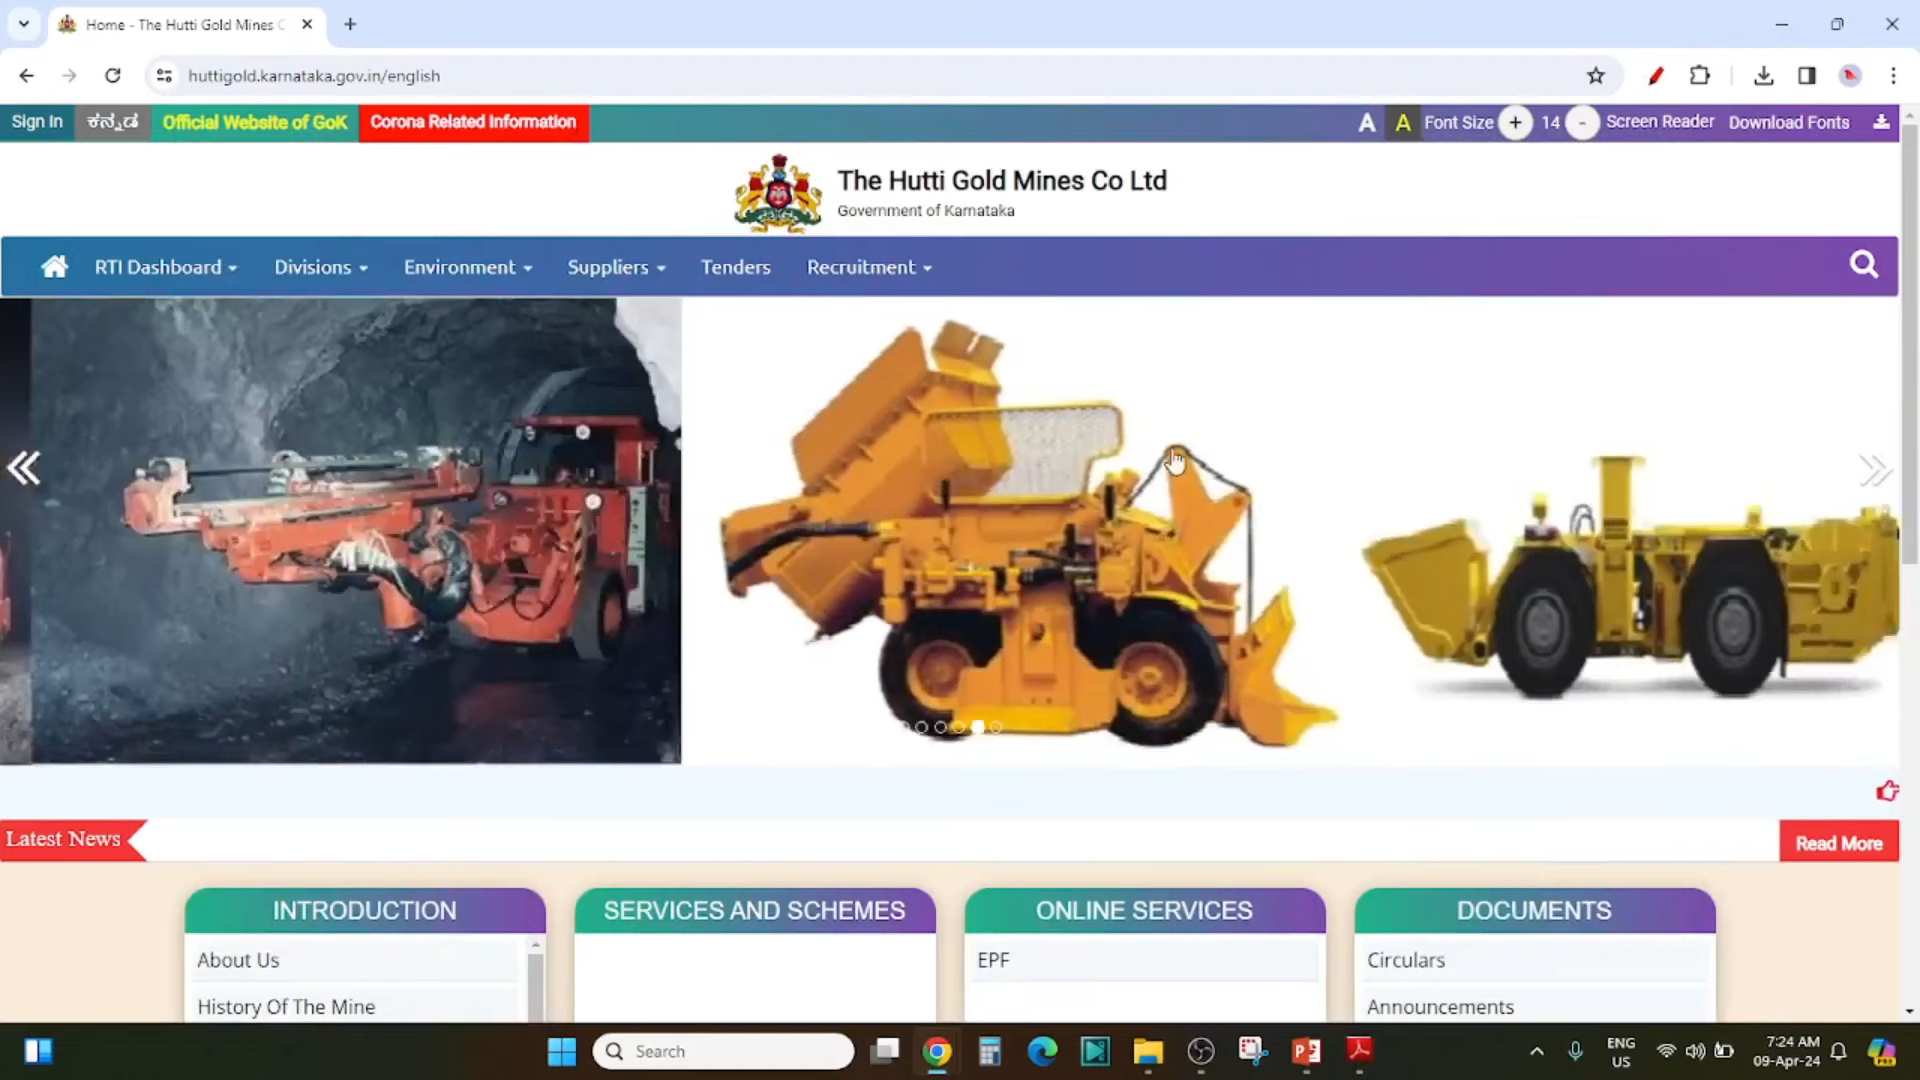 Home - The Hutti Gold Mines C
huttigold.karnataka.gov.in/english
Sign In ಕನ್ನಡ Official Website of GoK Corona Related Information A A Font Size + 14 - Screen Reader Download Fonts
The Hutti Gold Mines Co Ltd
Government of Karnataka
RTI Dashboard Divisions Environment Suppliers Tenders Recruitment
Latest News Read More
INTRODUCTION SERVICES AND SCHEMES ONLINE SERVICES DOCUMENTS
About Us EPF Circulars
History Of The Mine Announcements
Search ENG 7:24 AM
US 09-Apr-24